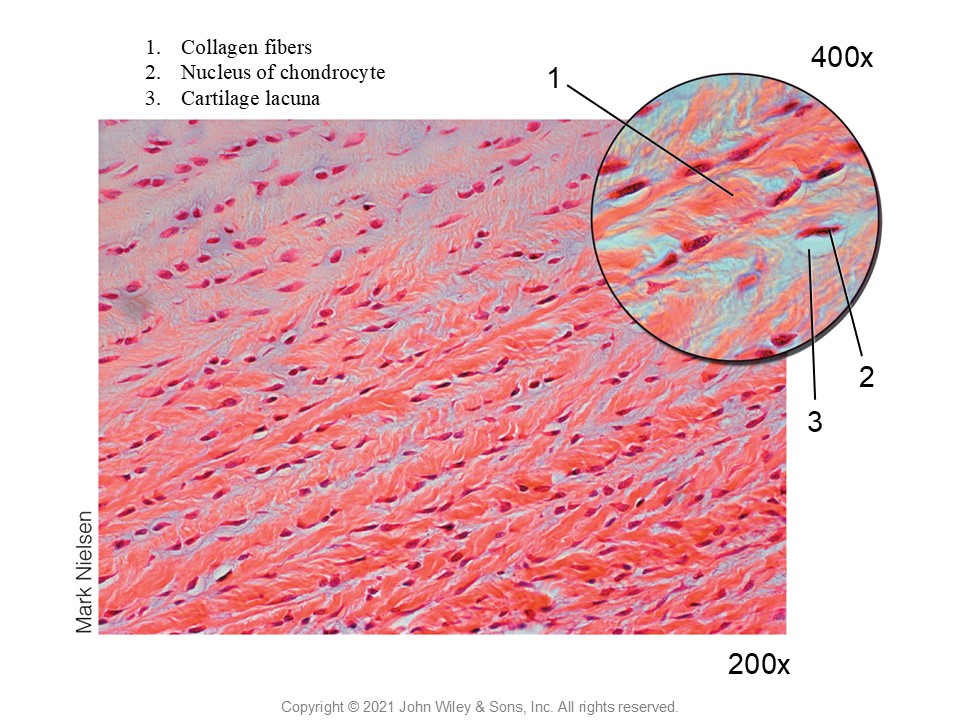 1. Collagen fibers
2. Nucleus of chondrocyte
3. Cartilage lacuna
400x
1
2
3
Mark Nielsen
200x
Copyright © 2021 John Wiley & Sons, Inc. All rights reserved.